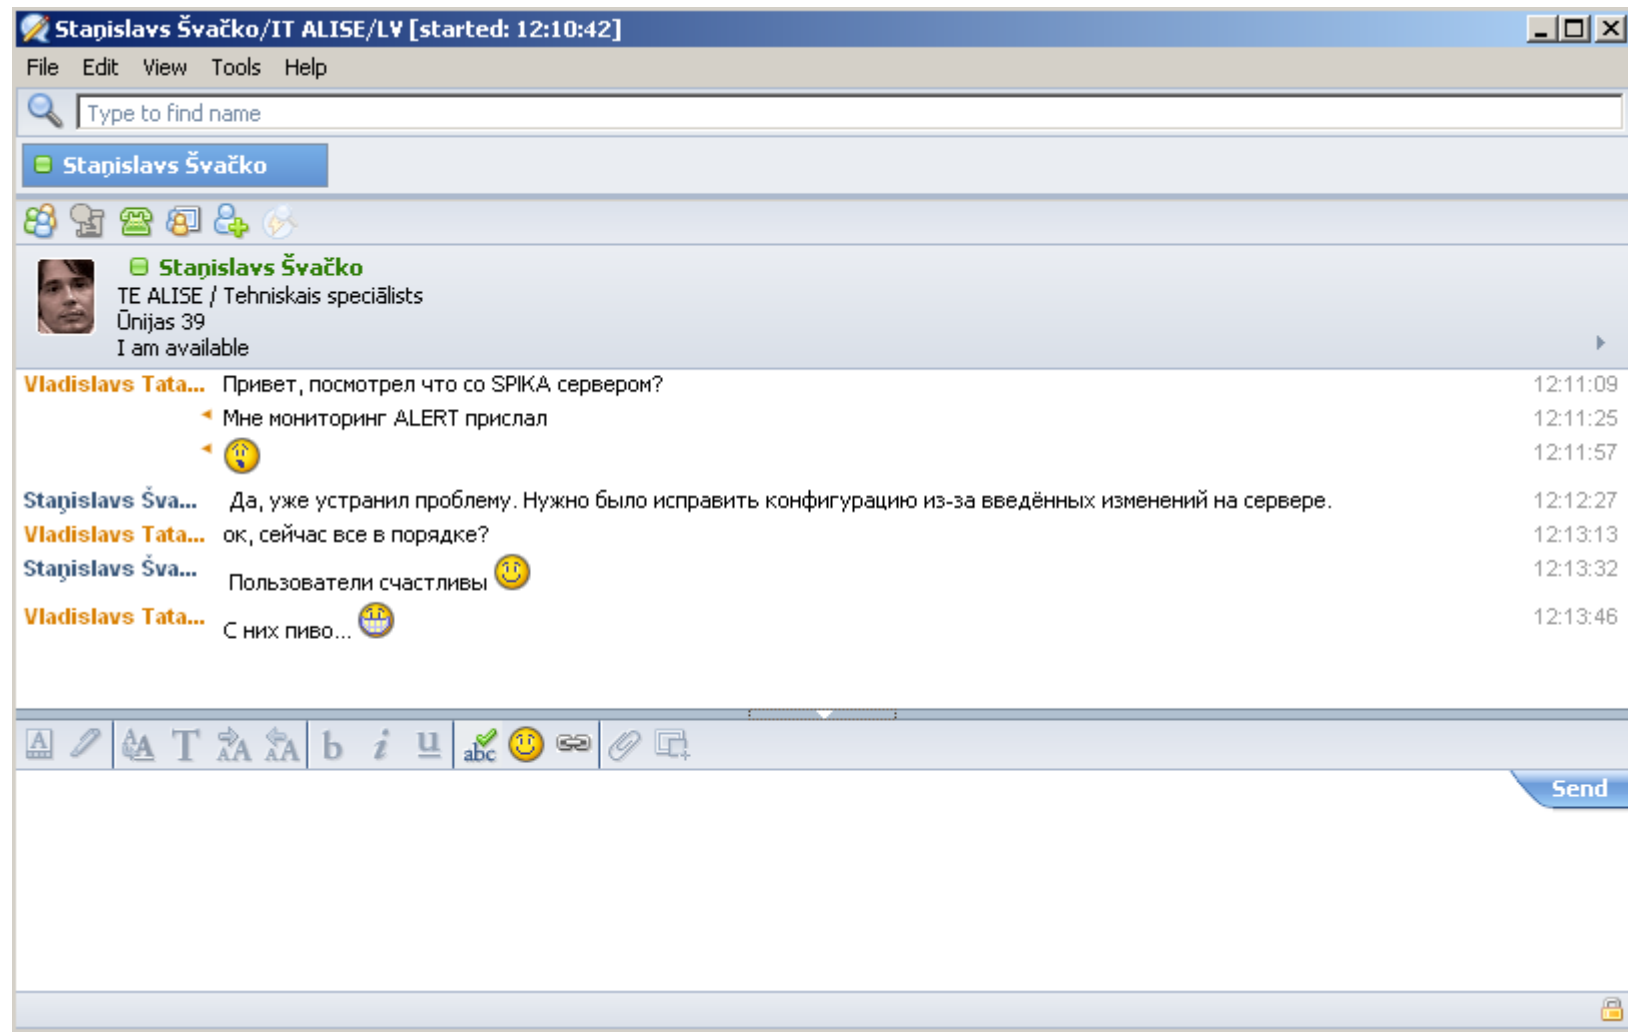 Staņislavs Švačko/IT ALISE/LV [started: 12:10:42]
File Edit View Tools Help
Type to find name
Staņislavs Švačko
Staņislavs Švačko
TE ALISE / Tehniskais speciālists
Ūnijas 39
I am available
Vladislavs Tata... Привет, посмотрел что со SPIKA сервером? 12:11:09
Мне мониторинг ALERT прислал 12:11:25
12:11:57
Staņislavs Šva... Да, уже устранил проблему. Нужно было исправить конфигурацию из-за введённых изменений на сервере. 12:12:27
Vladislavs Tata... ок, сейчас все в порядке? 12:13:13
Staņislavs Šva... Пользователи счастливы 12:13:32
Vladislavs Tata... С них пиво... 12:13:46
A A A T A A A A b i u abc
Send